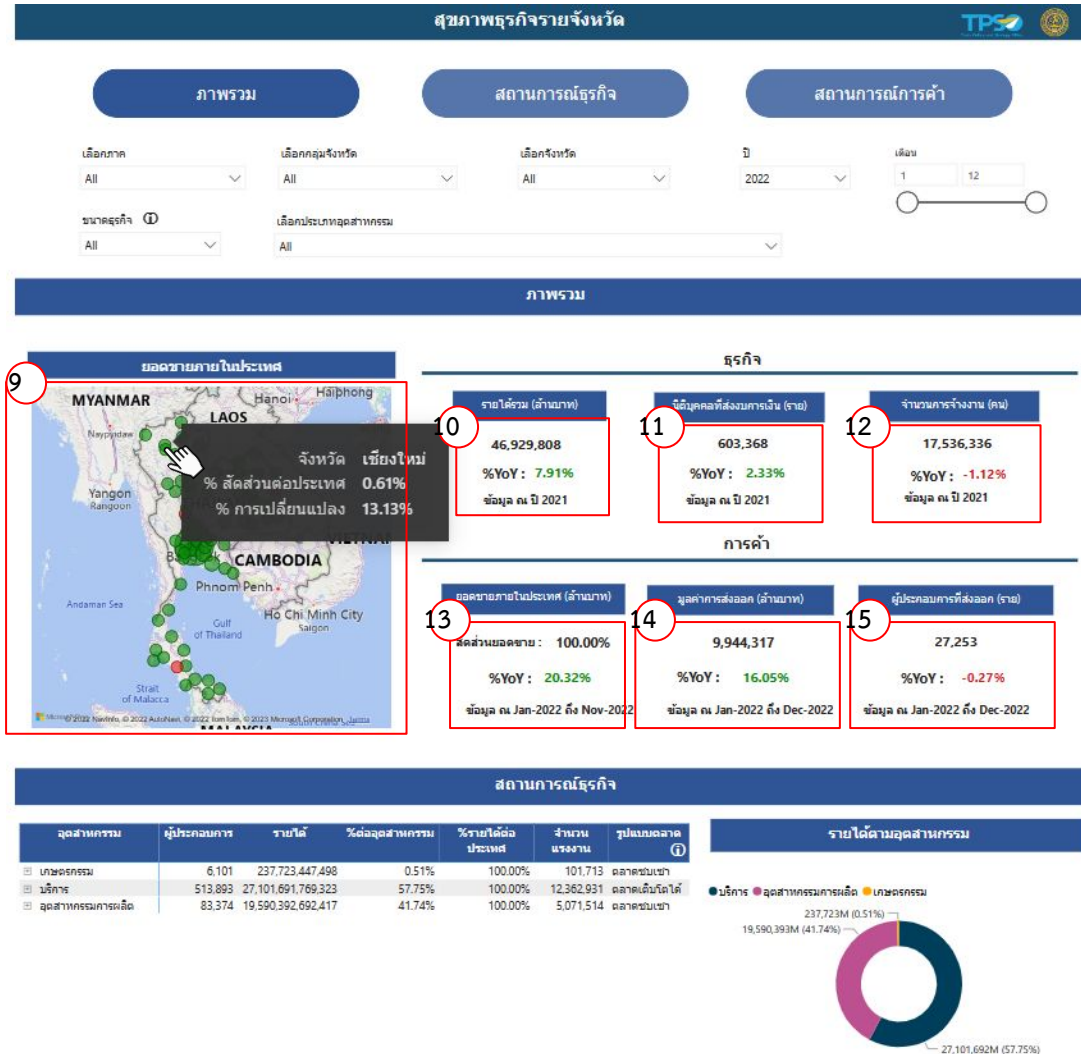 สุขภาพธุรกิจรายจังหวัด
TPSO
ภาพรวม
สถานการณ์ธุรกิจ
สถานการณ์การค้า
เลือกภาค
เลือกกลุ่มจังหวัด
เลือกจังหวัด
ปี
เดือน
All
All
All
2022
1
12
ขนาดธุรกิจ
เลือกประเภทอุตสาหกรรม
All
All
ภาพรวม
9
ยอดขายภายในประเทศ
MYANMAR
Hanoi
Haiphong
LAOS
Naypyidaw
Yangon
Rangoon
จังหวัด เชียงใหม่
% สัดส่วนต่อประเทศ 0.61%
% การเปลี่ยนแปลง 13.13%
CAMBODIA
Phnom Penh
Andaman Sea
Gulf
of Thailand
Ho Chi Minh City
Saigon
Strait
of Malacca
© 2022 NavInfo, © 2022 AutoNavi, © 2022 TomTom, © 2023 Microsoft Corporation Terms
ธุรกิจ
10
รายได้รวม (ล้านบาท)
46,929,808
%YoY : 7.91%
ข้อมูล ณ ปี 2021
11
นิติบุคคลที่ส่งงบการเงิน (ราย)
603,368
%YoY : 2.33%
ข้อมูล ณ ปี 2021
12
จำนวนการจ้างงาน (คน)
17,536,336
%YoY : -1.12%
ข้อมูล ณ ปี 2021
การค้า
13
ยอดขายภายในประเทศ (ล้านบาท)
สัดส่วนยอดขาย : 100.00%
%YoY : 20.32%
ข้อมูล ณ Jan-2022 ถึง Nov-2022
14
มูลค่าการส่งออก (ล้านบาท)
9,944,317
%YoY : 16.05%
ข้อมูล ณ Jan-2022 ถึง Dec-2022
15
ผู้ประกอบการที่ส่งออก (ราย)
27,253
%YoY : -0.27%
ข้อมูล ณ Jan-2022 ถึง Dec-2022
สถานการณ์ธุรกิจ
อุตสาหกรรม ผู้ประกอบการ รายได้ %ต่ออุตสาหกรรม %รายได้ต่อประเทศ จำนวนแรงงาน รูปแบบตลาด
เกษตรกรรม 6,101 237,723,447,498 0.51% 100.00% 101,713 ตลาดซบเซา
บริการ 513,893 27,101,691,769,323 57.75% 100.00% 12,362,931 ตลาดเติบโตได้
อุตสาหกรรมการผลิต 83,374 19,590,392,692,417 41.74% 100.00% 5,071,514 ตลาดซบเซา
รายได้ตามอุตสาหกรรม
บริการ อุตสาหกรรมการผลิต เกษตรกรรม
237,723M (0.51%)
19,590,393M (41.74%)
27,101,692M (57.75%)